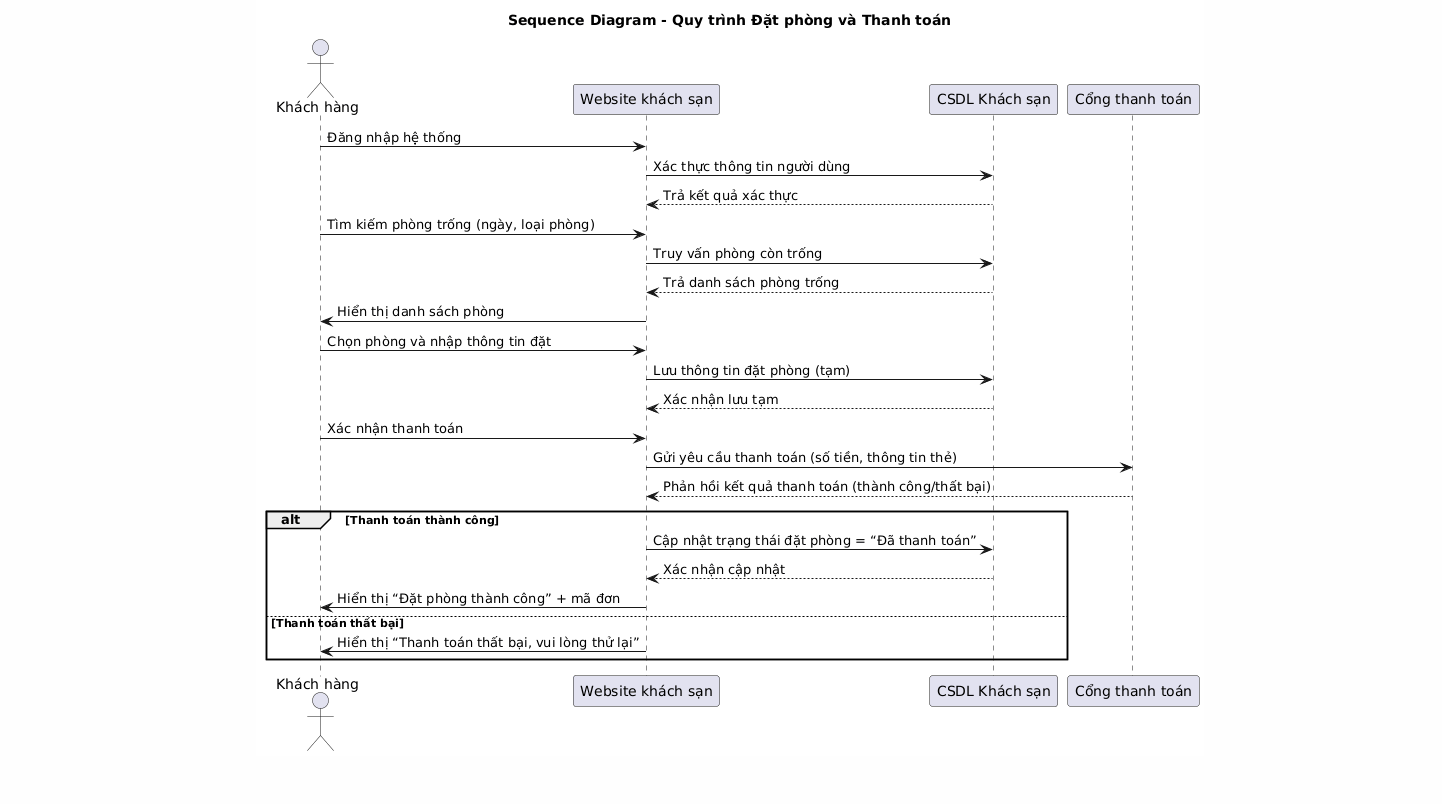 Sequence Diagram - Quy trình Đặt phòng và Thanh toán
Khách hàng
Website khách sạn
CSDL Khách sạn
Cổng thanh toán
Đăng nhập hệ thống
Xác thực thông tin người dùng
Trả kết quả xác thực
Tìm kiếm phòng trống (ngày, loại phòng)
Truy vấn phòng còn trống
Trả danh sách phòng trống
Hiển thị danh sách phòng
Chọn phòng và nhập thông tin đặt
Lưu thông tin đặt phòng (tạm)
Xác nhận lưu tạm
Xác nhận thanh toán
Gửi yêu cầu thanh toán (số tiền, thông tin thẻ)
Phản hồi kết quả thanh toán (thành công/thất bại)
alt
[Thanh toán thành công]
Cập nhật trạng thái đặt phòng = “Đã thanh toán”
Xác nhận cập nhật
Hiển thị “Đặt phòng thành công” + mã đơn
[Thanh toán thất bại]
Hiển thị “Thanh toán thất bại, vui lòng thử lại”
Khách hàng
Website khách sạn
CSDL Khách sạn
Cổng thanh toán